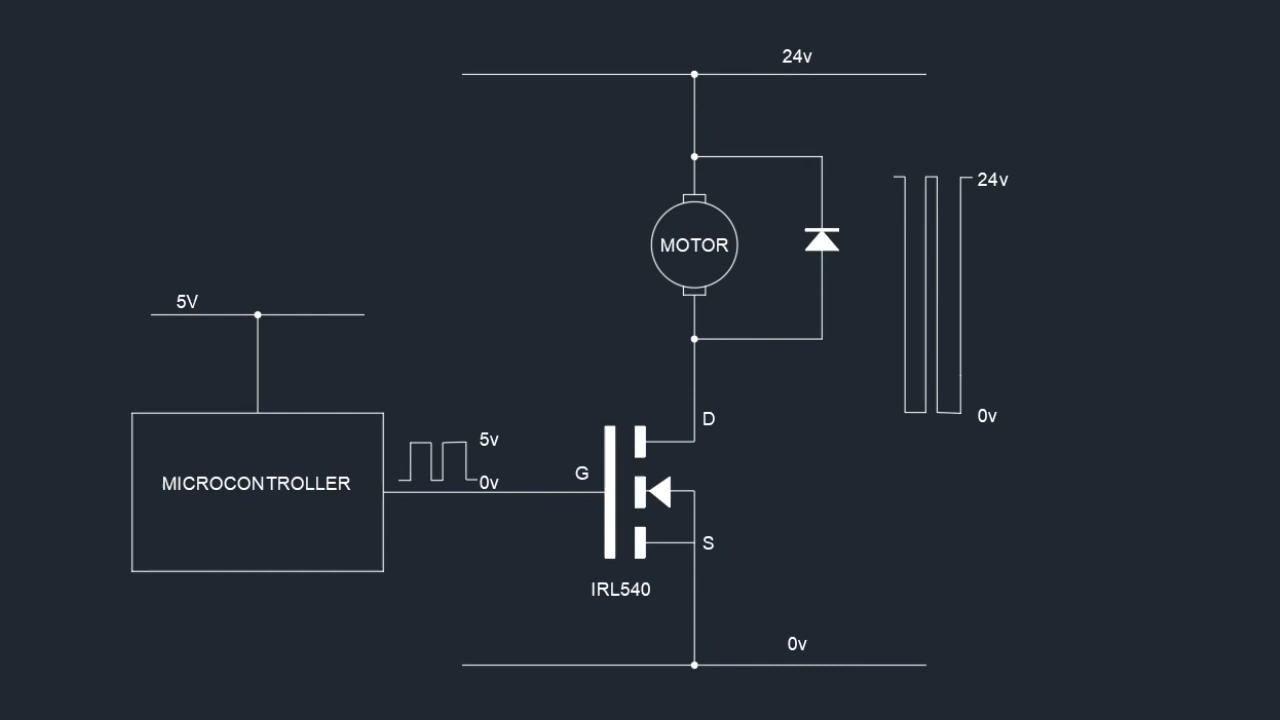 24v
24v
MOTOR
5V
0v
D
5v
G
MICROCONTROLLER
0v
S
IRL540
0v